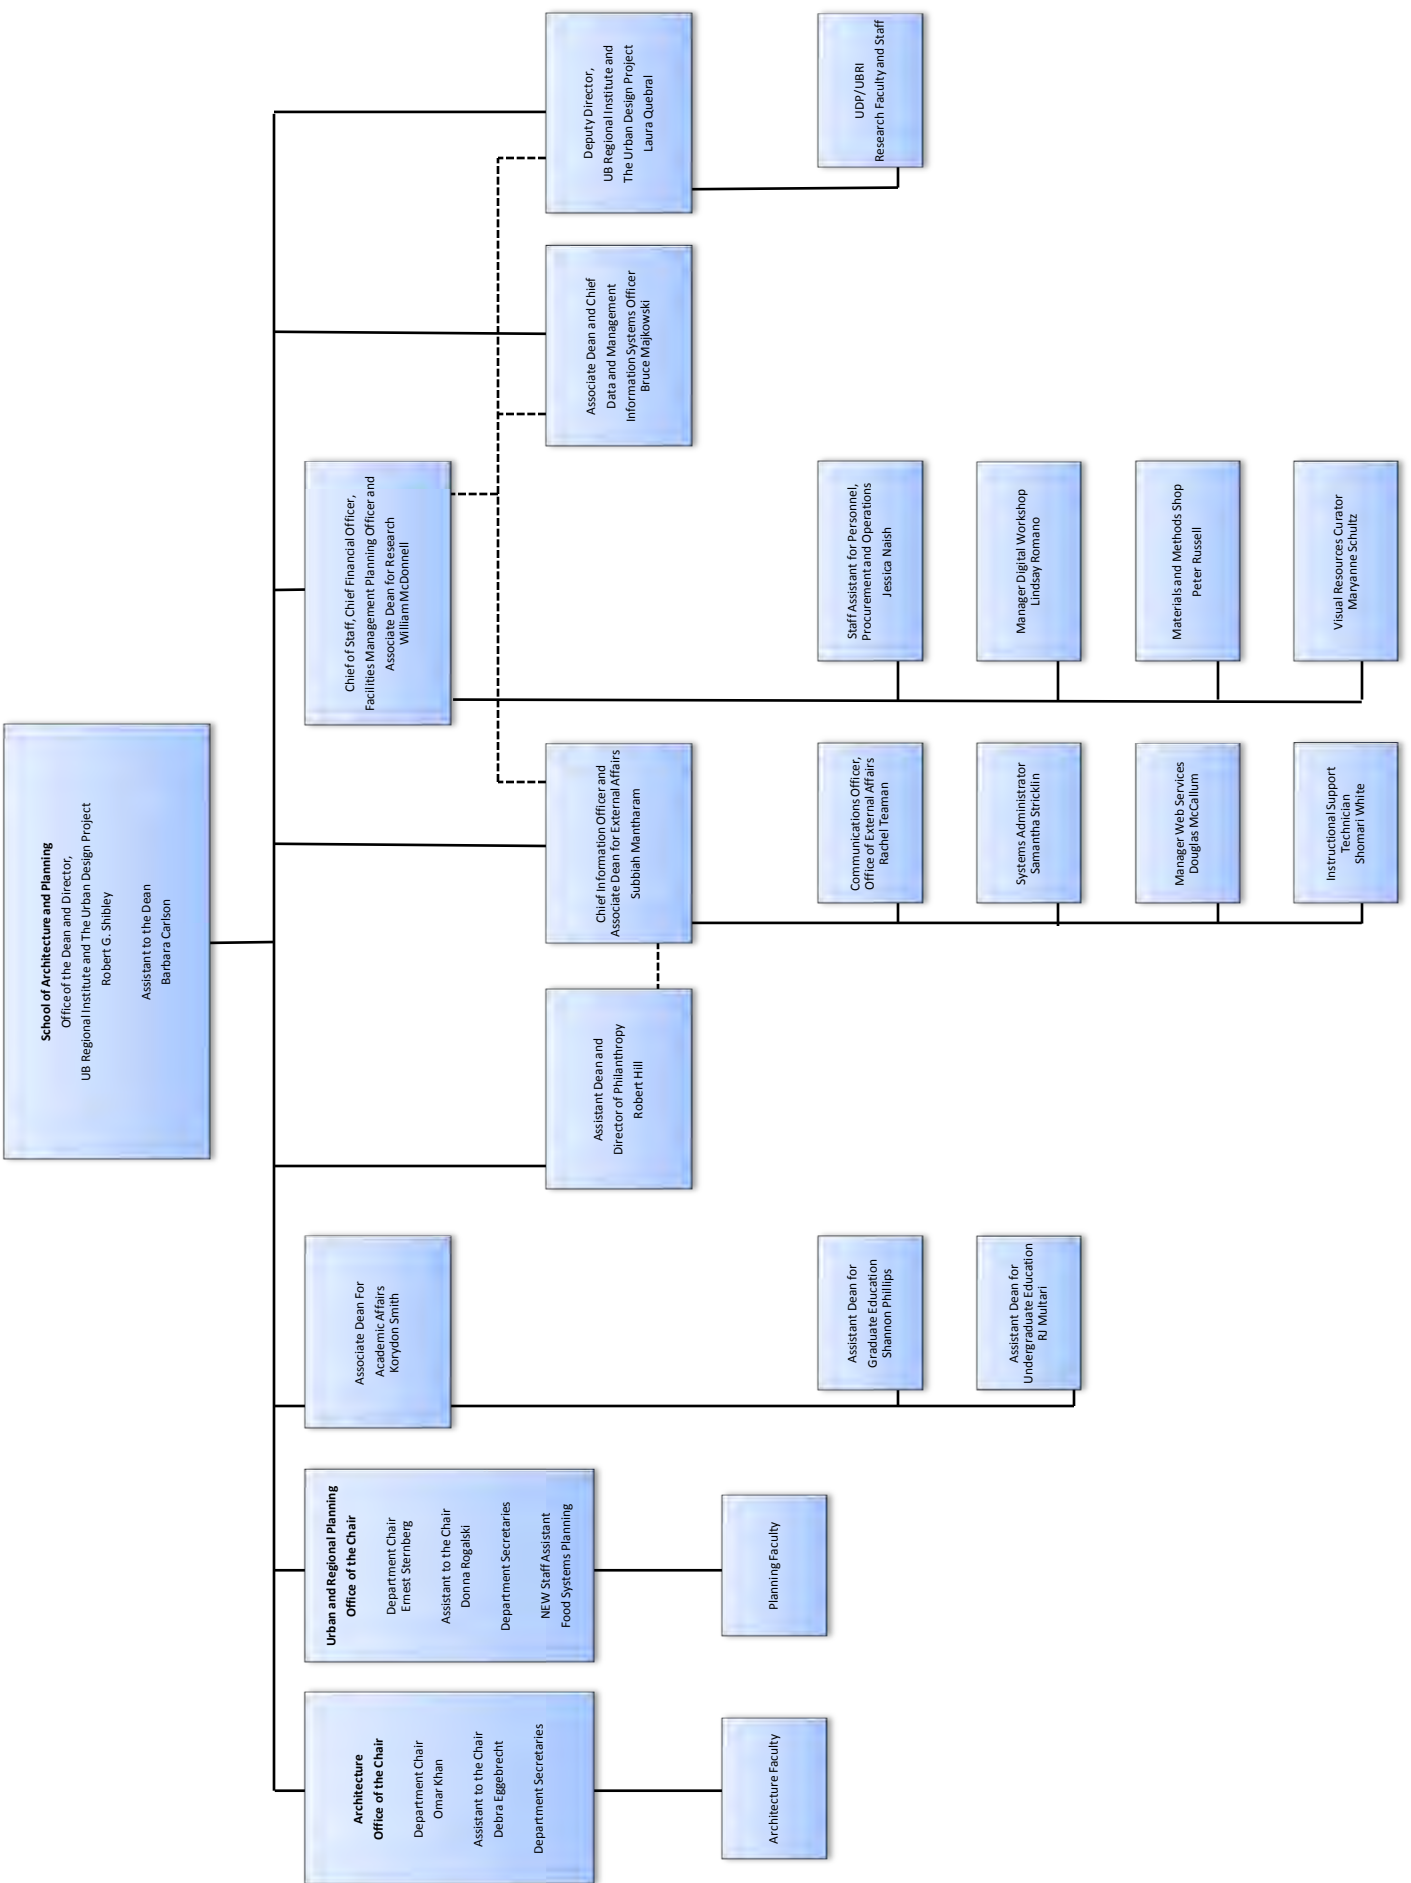 School of Architecture and Planning
Office of the Dean and Director,
UB Regional Institute and The Urban Design Project
Robert G. Shibley
Assistant to the Dean
Barbara Carlson
Architecture
Office of the Chair
Department Chair
Omar Khan
Assistant to the Chair
Debra Eggebrecht
Department Secretaries
Urban and Regional Planning
Office of the Chair
Department Chair
Ernest Sternberg
Assistant to the Chair
Donna Rogalski
Department Secretaries
NEW Staff Assistant
Food Systems Planning
Associate Dean For
Academic Affairs
Korydon Smith
Chief of Staff, Chief Financial Officer,
Facilities Management Planning Officer and
Associate Dean for Research
William McDonnell
Assistant Dean and
Director of Philanthropy
Robert Hill
Chief Information Officer and
Associate Dean for External Affairs
Subbiah Mantharam
Associate Dean and Chief
Data and Management
Information Systems Officer
Bruce Majkowski
Deputy Director,
UB Regional Institute and
The Urban Design Project
Laura Quebral
Architecture Faculty
Planning Faculty
Assistant Dean for
Graduate Education
Shannon Phillips
Communications Officer,
Office of External Affairs
Rachel Teaman
Staff Assistant for Personnel,
Procurement and Operations
Jessica Naish
UDP/UBRI
Research Faculty and Staff
Assistant Dean for
Undergraduate Education
RJ Multari
Systems Administrator
Samantha Stricklin
Manager Digital Workshop
Lindsay Romano
Manager Web Services
Douglas McCallum
Materials and Methods Shop
Peter Russell
Instructional Support
Technician
Shomari White
Visual Resources Curator
Maryanne Schultz